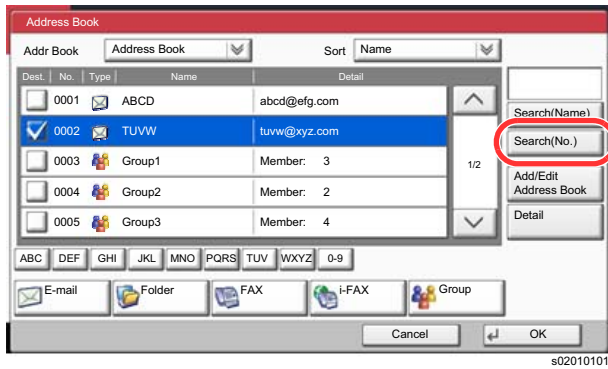 Address Book
Addr Book Address Book Sort Name
Dest. No. Type Name Detail
0001 ABCD abcd@efg.com
Search(Name)
0002 TUVW tuvw@xyz.com
Search(No.)
0003 Group1 Member: 3
1/2
Add/Edit
Address Book
0004 Group2 Member: 2
0005 Group3 Member: 4
Detail
ABC DEF GHI JKL MNO PQRS TUV WXYZ 0-9
E-mail Folder FAX i-FAX Group
Cancel OK
s02010101